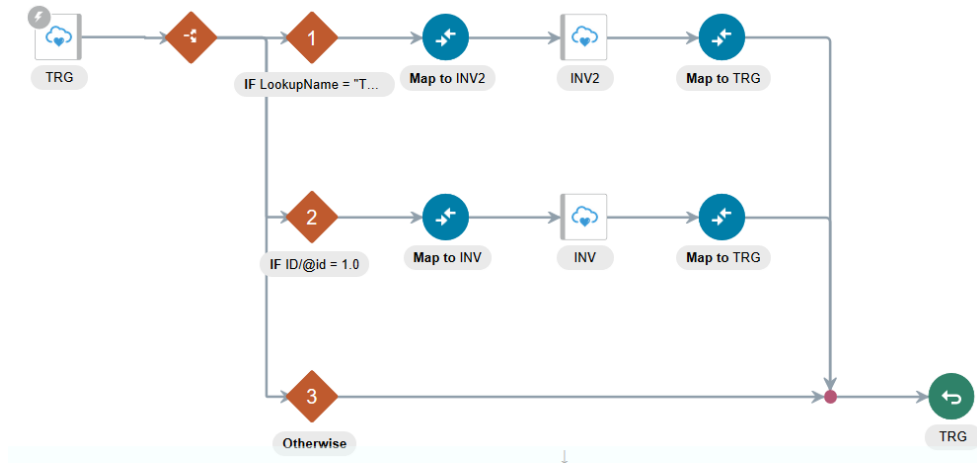 TRG
1
IF LookupName = "T...
Map to INV2
INV2
Map to TRG
2
IF ID/@id = 1.0
Map to INV
INV
Map to TRG
3
Otherwise
TRG